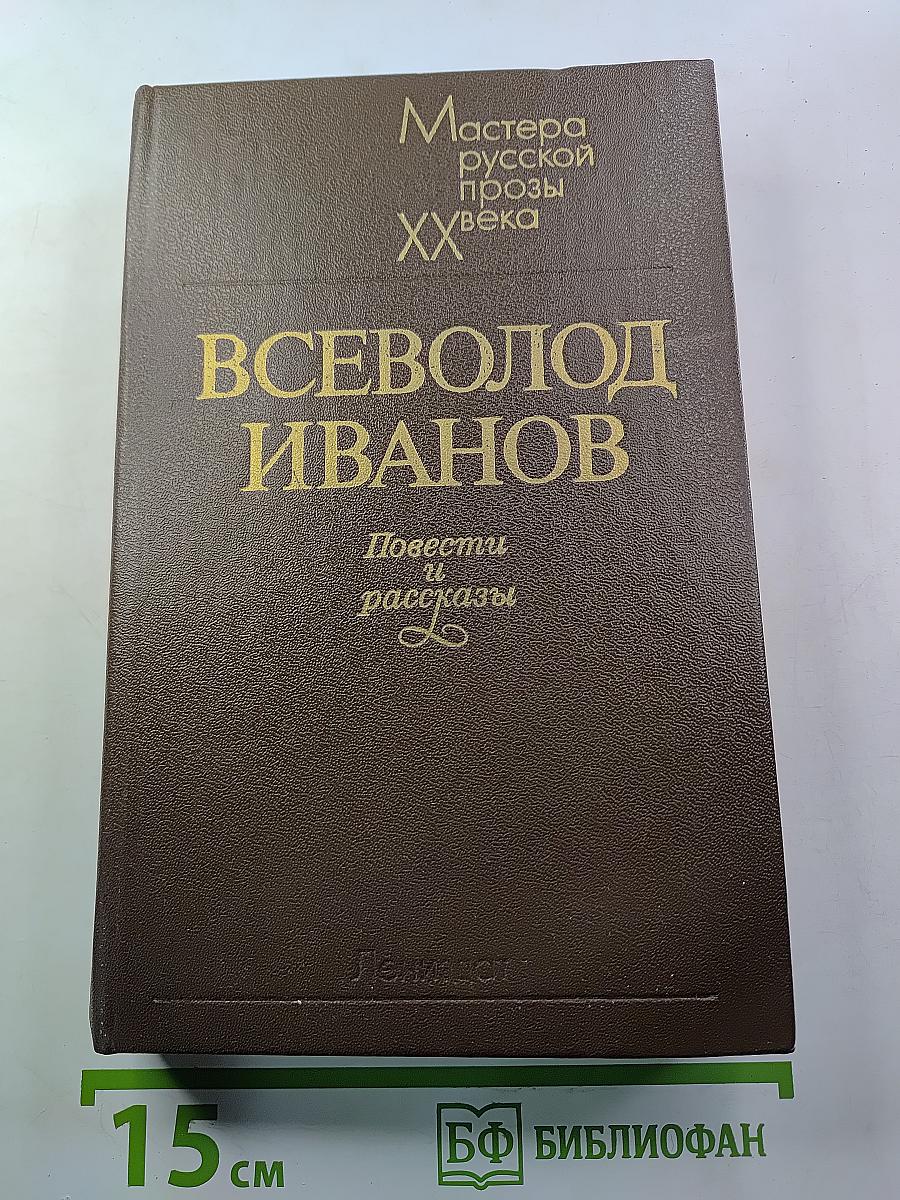 Мастера
русской
прозы
XX века
ВСЕВОЛОД
ИВАНОВ
Повести
и
рассказы
Лениздат
15 см
БФ БИБЛИОФАН